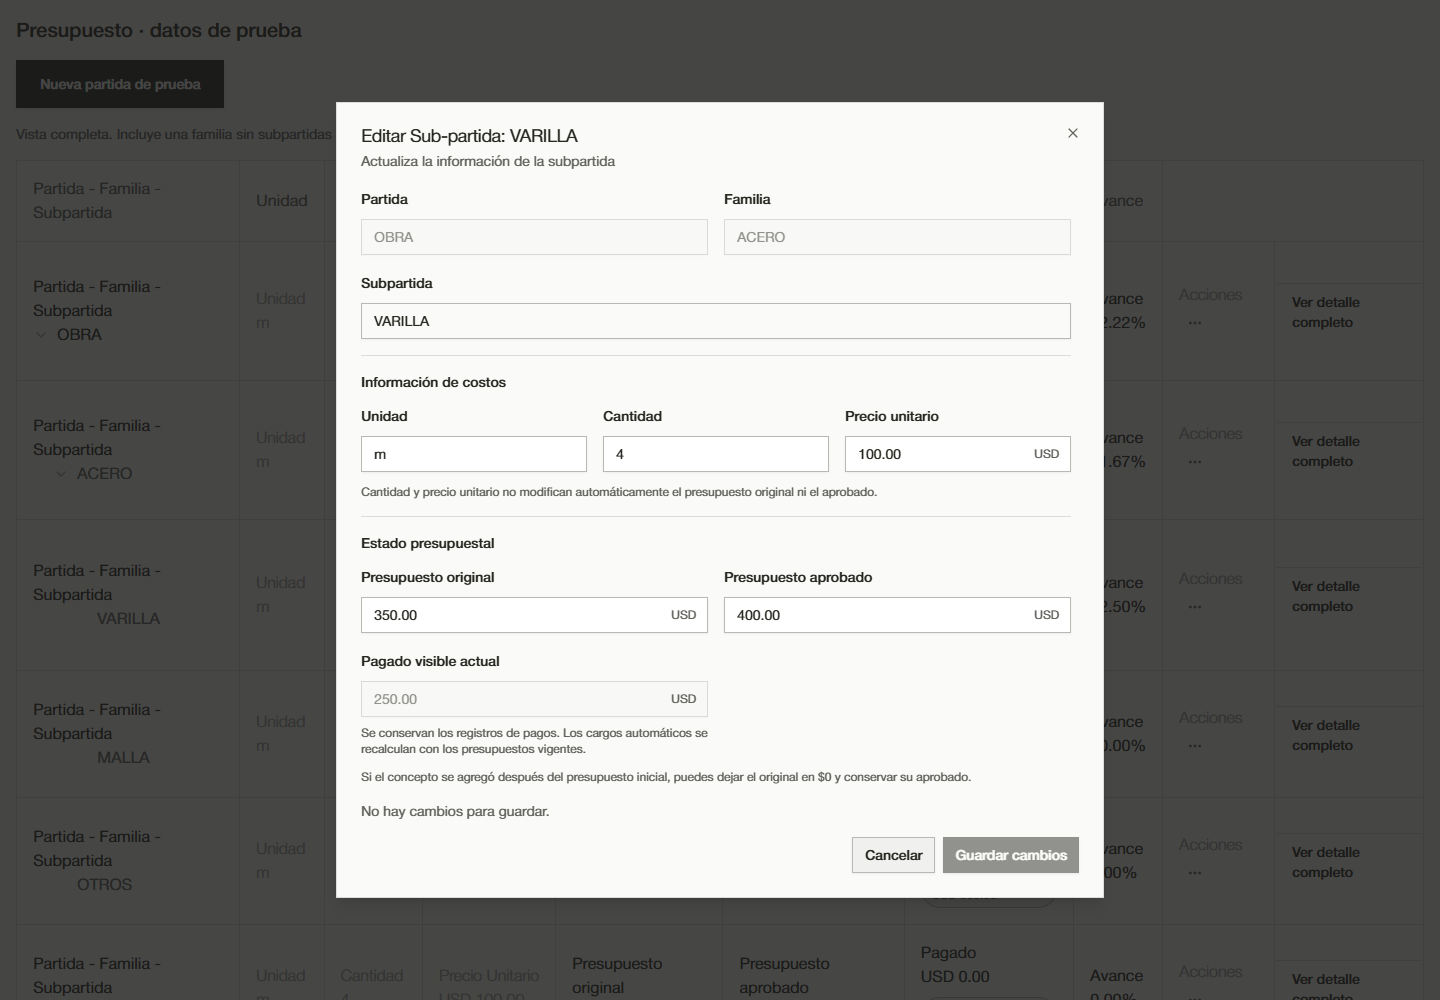 Presupuesto · datos de prueba
Nueva partida de prueba
Vista completa. Incluye una familia sin subpartidas
Partida - Familia -
Subpartida
Unidad
Partida - Familia -
Subpartida
OBRA
Unidad
m
2.22%
Acciones
Ver detalle
completo
Partida - Familia -
Subpartida
ACERO
Unidad
m
Acciones
Ver detalle
completo
Partida - Familia -
Subpartida
VARILLA
Unidad
m
Acciones
Ver detalle
completo
Partida - Familia -
Subpartida
MALLA
Unidad
m
Acciones
Ver detalle
completo
Partida - Familia -
Subpartida
OTROS
Unidad
m
Acciones
Ver detalle
completo
Partida - Familia -
Subpartida
Unidad
m
Cantidad
4
Precio Unitario
USD 100.00
Presupuesto
original
Presupuesto
aprobado
Pagado
USD 0.00
Avance
0.00%
Acciones
Ver detalle
completo
Editar Sub-partida: VARILLA
Actualiza la información de la subpartida
Partida
Familia
OBRA
ACERO
Subpartida
VARILLA
Información de costos
Unidad
Cantidad
Precio unitario
m
4
100.00 USD
Cantidad y precio unitario no modifican automáticamente el presupuesto original ni el aprobado.
Estado presupuestal
Presupuesto original
Presupuesto aprobado
350.00 USD
400.00 USD
Pagado visible actual
250.00 USD
Se conservan los registros de pagos. Los cargos automáticos se
recalculan con los presupuestos vigentes.
Si el concepto se agregó después del presupuesto inicial, puedes dejar el original en $0 y conservar su aprobado.
No hay cambios para guardar.
Cancelar
Guardar cambios